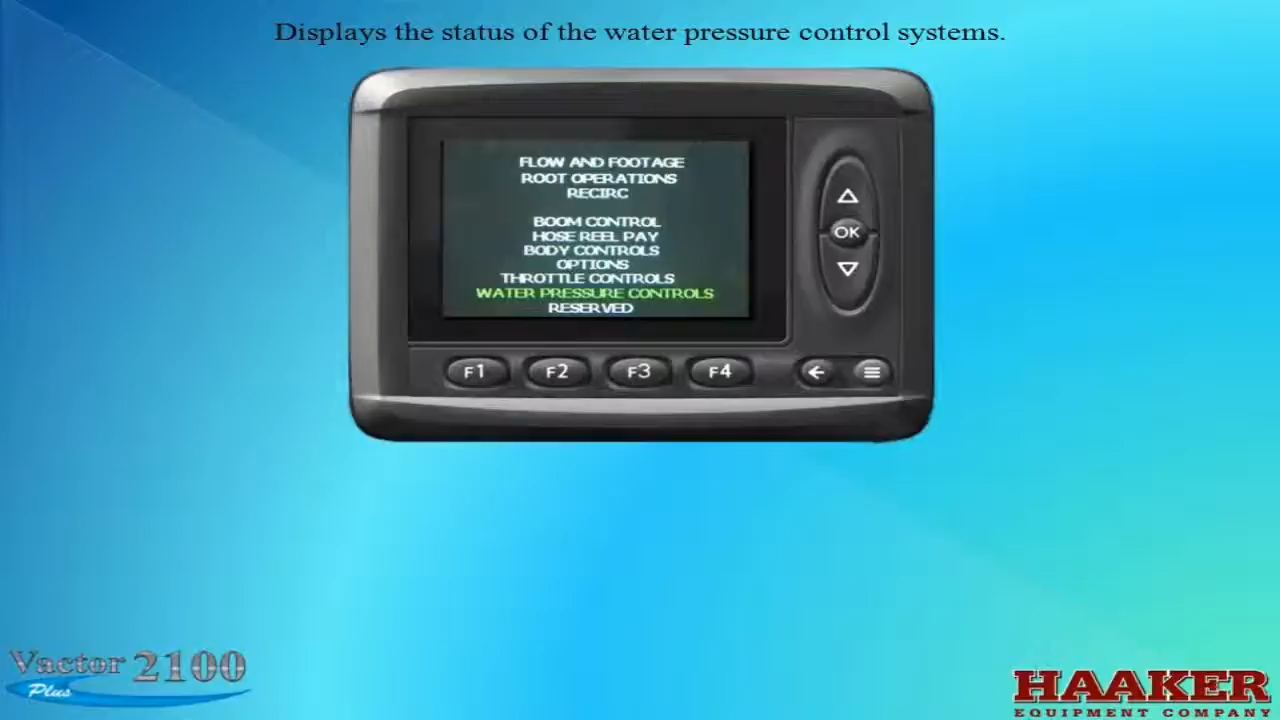 Displays the status of the water pressure control systems.
FLOW AND FOOTAGE
ROOT OPERATIONS
RECIRC
BOOM CONTROL
HOSE REEL PAY
BODY CONTROLS
OPTIONS
THROTTLE CONTROLS
WATER PRESSURE CONTROLS
RESERVED
OK
F1 F2 F3 F4
Vactor 2100
Plus
HAAKER
EQUIPMENT COMPANY